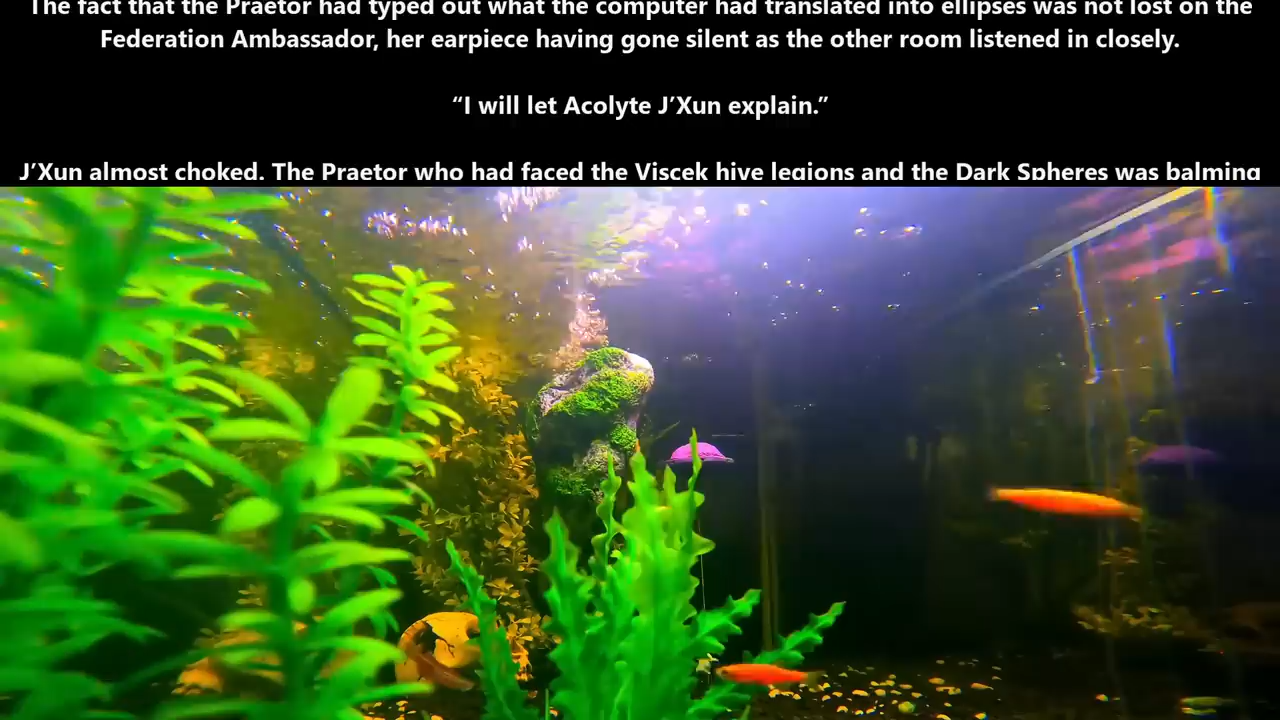 The fact that the Praetor had typed out what the computer had translated into ellipses was not lost on the
Federation Ambassador, her earpiece having gone silent as the other room listened in closely.
“I will let Acolyte J’Xun explain.”
J’Xun almost choked. The Praetor who had faced the Viscek hive legions and the Dark Spheres was balming